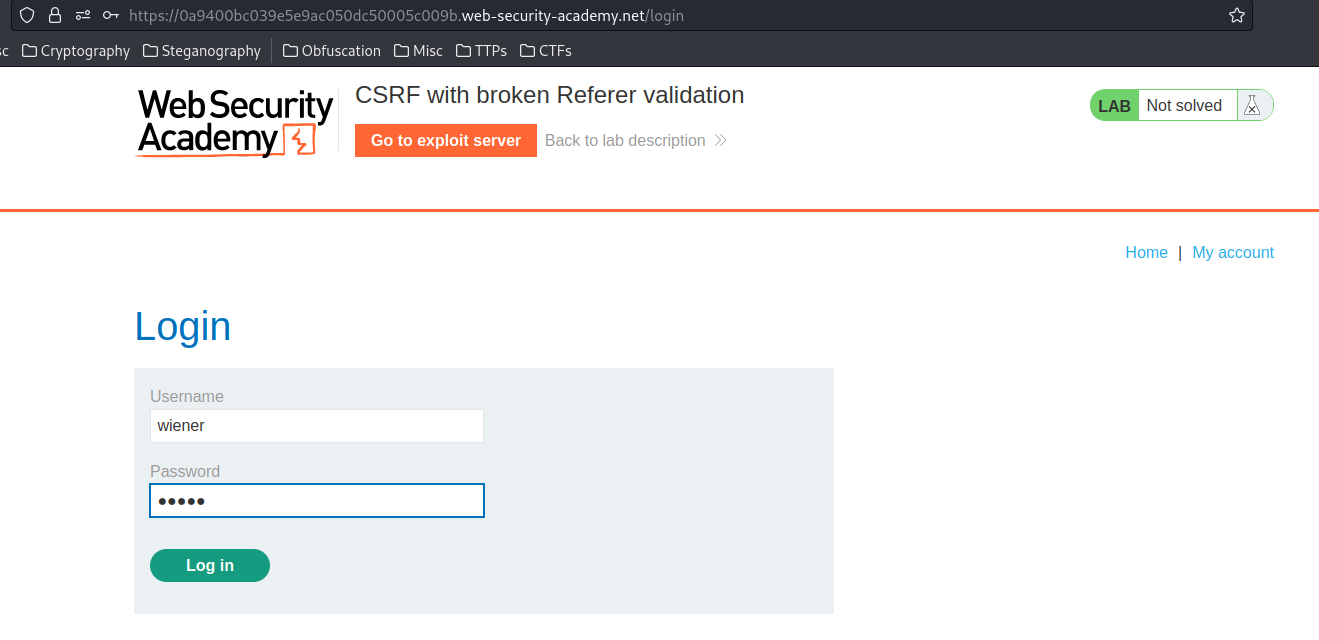 https://0a9400bc039e5e9ac050dc50005c009b.web-security-academy.net/login
sc Cryptography Steganography Obfuscation Misc TTPs CTFs
Web Security
Academy
CSRF with broken Referer validation
Go to exploit server Back to lab description
LAB Not solved
Home | My account
Login
Username
wiener
Password
•••••
Log in